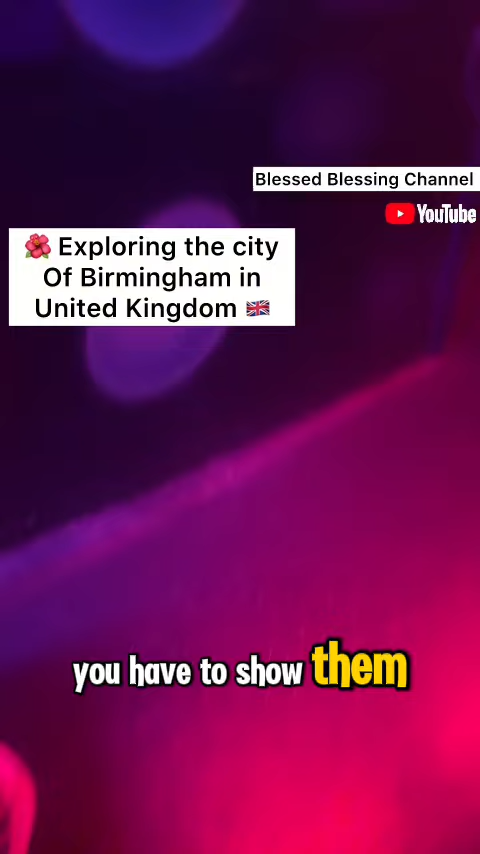 Blessed Blessing Channel
YouTube
🌺 Exploring the city
Of Birmingham in
United Kingdom 🇬🇧
you have to show them